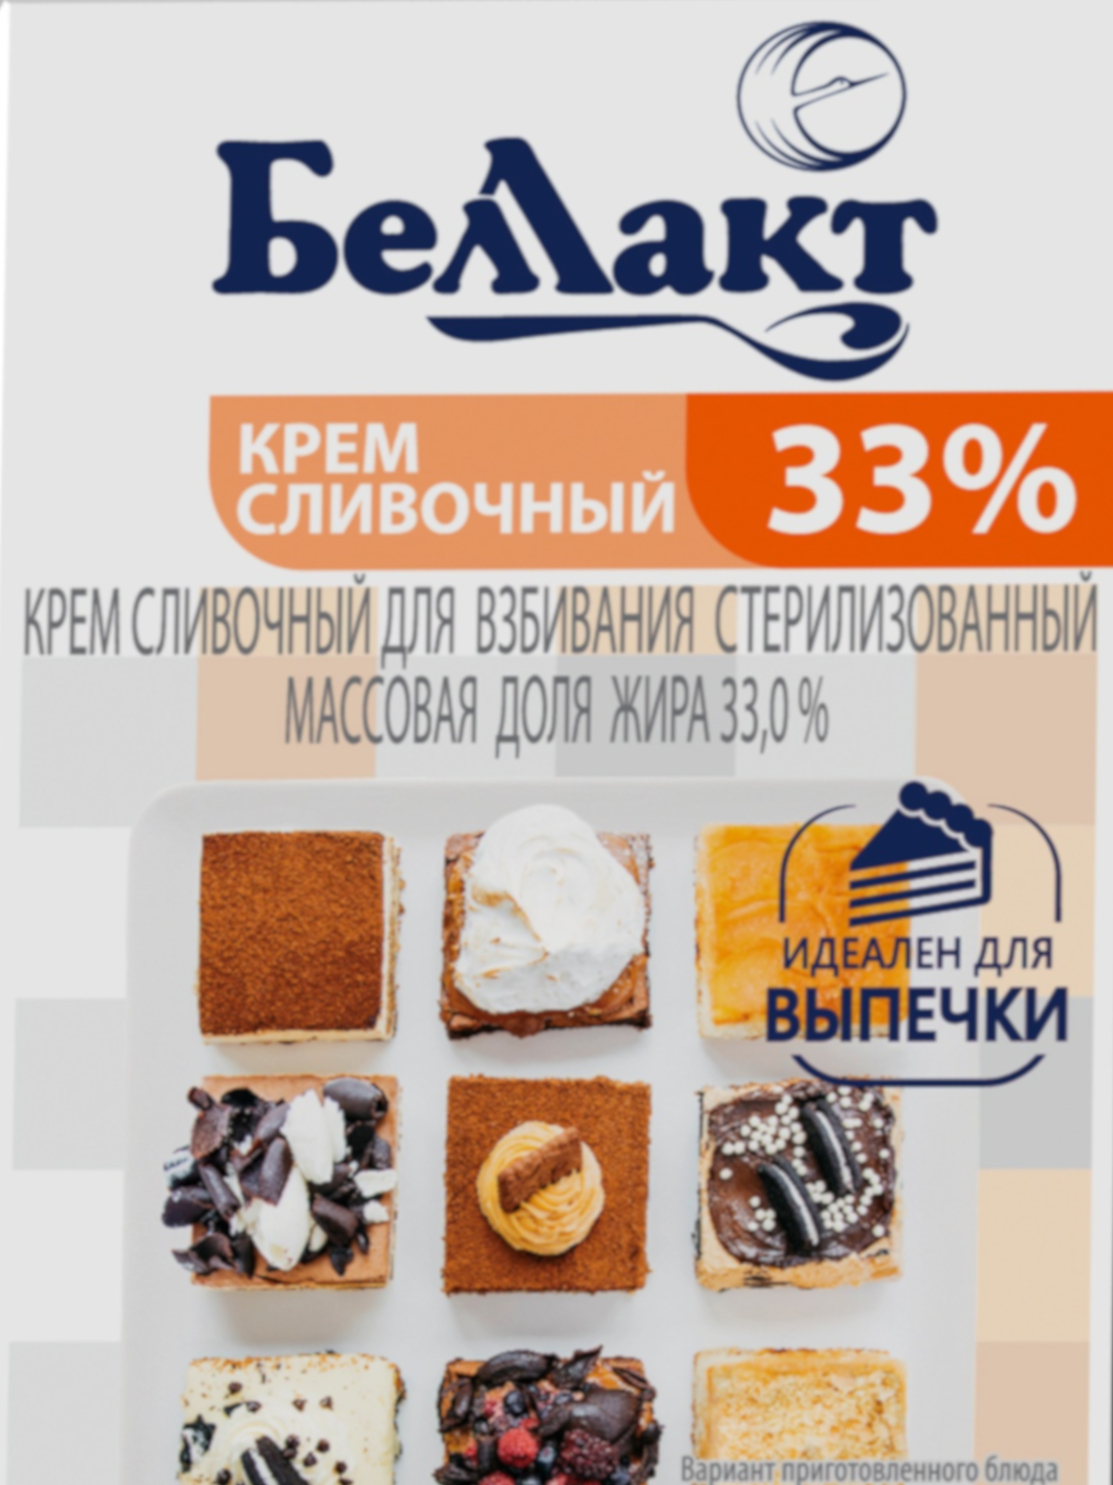 Беллакт
КРЕМ
СЛИВОЧНЫЙ
33%
КРЕМ СЛИВОЧНЫЙ ДЛЯ ВЗБИВАНИЯ СТЕРИЛИЗОВАННЫЙ
МАССОВАЯ ДОЛЯ ЖИРА 33,0 %
ИДЕАЛЕН ДЛЯ
ВЫПЕЧКИ
Вариант приготовленного блюда